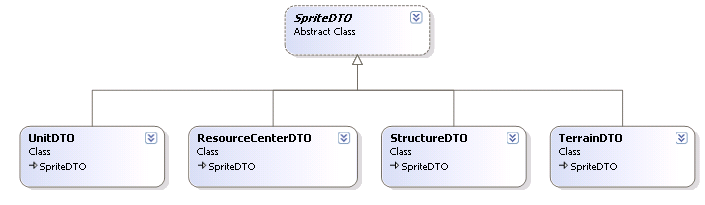 SpriteDTO
Abstract Class
UnitDTO
Class
SpriteDTO
ResourceCenterDTO
Class
SpriteDTO
StructureDTO
Class
SpriteDTO
TerrainDTO
Class
SpriteDTO